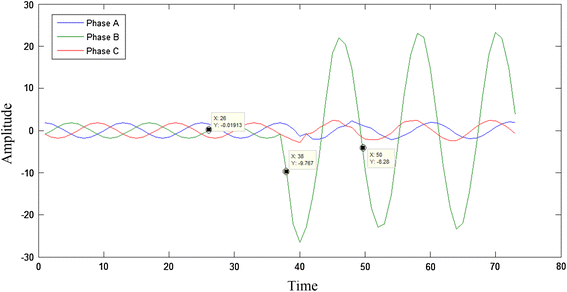 30
20
10
0
-10
-20
-30
0
10
20
30
40
50
60
70
80
Amplitude
Time
Phase A
Phase B
Phase C
X: 26
Y: -0.01913
X: 38
Y: -9.767
X: 50
Y: -8.26